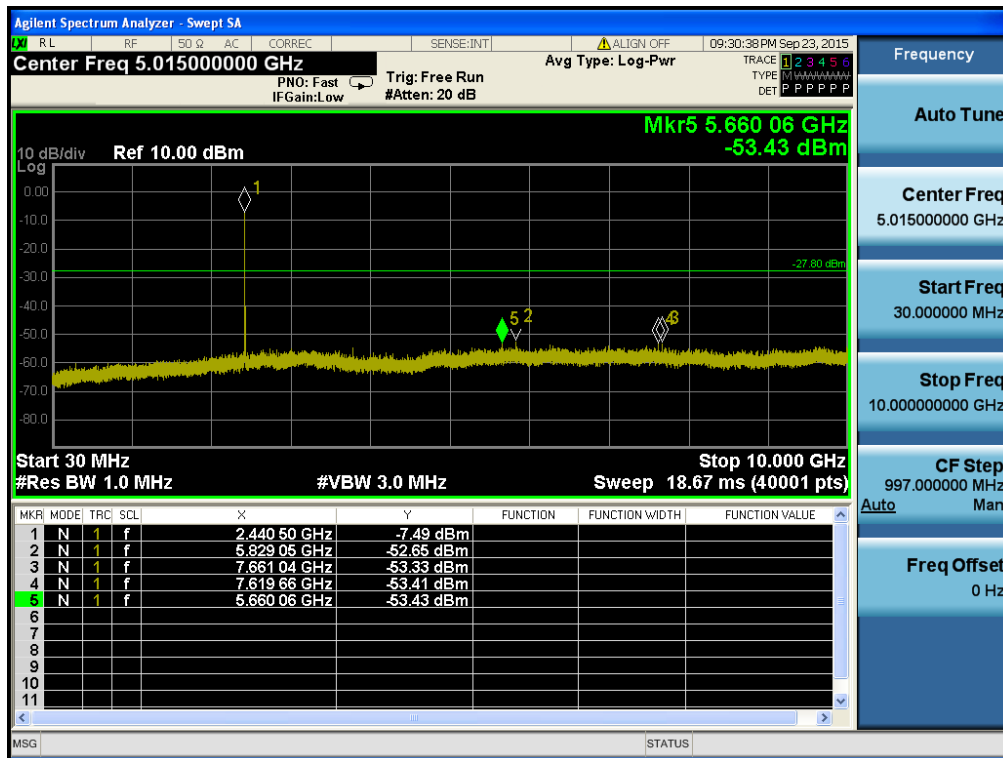 Agilent Spectrum Analyzer - Swept SA
LXI RL RF 50 Ω AC CORREC SENSE:INT ALIGN OFF 09:30:38 PM Sep 23, 2015
Center Freq 5.015000000 GHz
PNO: Fast
IFGain:Low
Trig: Free Run
#Atten: 20 dB
Avg Type: Log-Pwr
TRACE 1 2 3 4 5 6
TYPE M
DET P P P P P P
Mkr5 5.660 06 GHz
-53.43 dBm
10 dB/div Ref 10.00 dBm
Log
0.00
-10.0
-20.0
-30.0
-40.0
-50.0
-60.0
-70.0
-80.0
-27.80 dBm
1
5 2
4 3
Start 30 MHz Stop 10.000 GHz
#Res BW 1.0 MHz #VBW 3.0 MHz Sweep 18.67 ms (40001 pts)
MKR MODE TRC SCL X Y FUNCTION FUNCTION WIDTH FUNCTION VALUE
1 N 1 f 2.440 50 GHz -7.49 dBm
2 N 1 f 5.829 05 GHz -52.65 dBm
3 N 1 f 7.661 04 GHz -53.33 dBm
4 N 1 f 7.619 66 GHz -53.41 dBm
5 N 1 f 5.660 06 GHz -53.43 dBm
6
7
8
9
10
11
MSG STATUS
Frequency
Auto Tune
Center Freq
5.015000000 GHz
Start Freq
30.000000 MHz
Stop Freq
10.000000000 GHz
CF Step
997.000000 MHz
Auto Man
Freq Offset
0 Hz